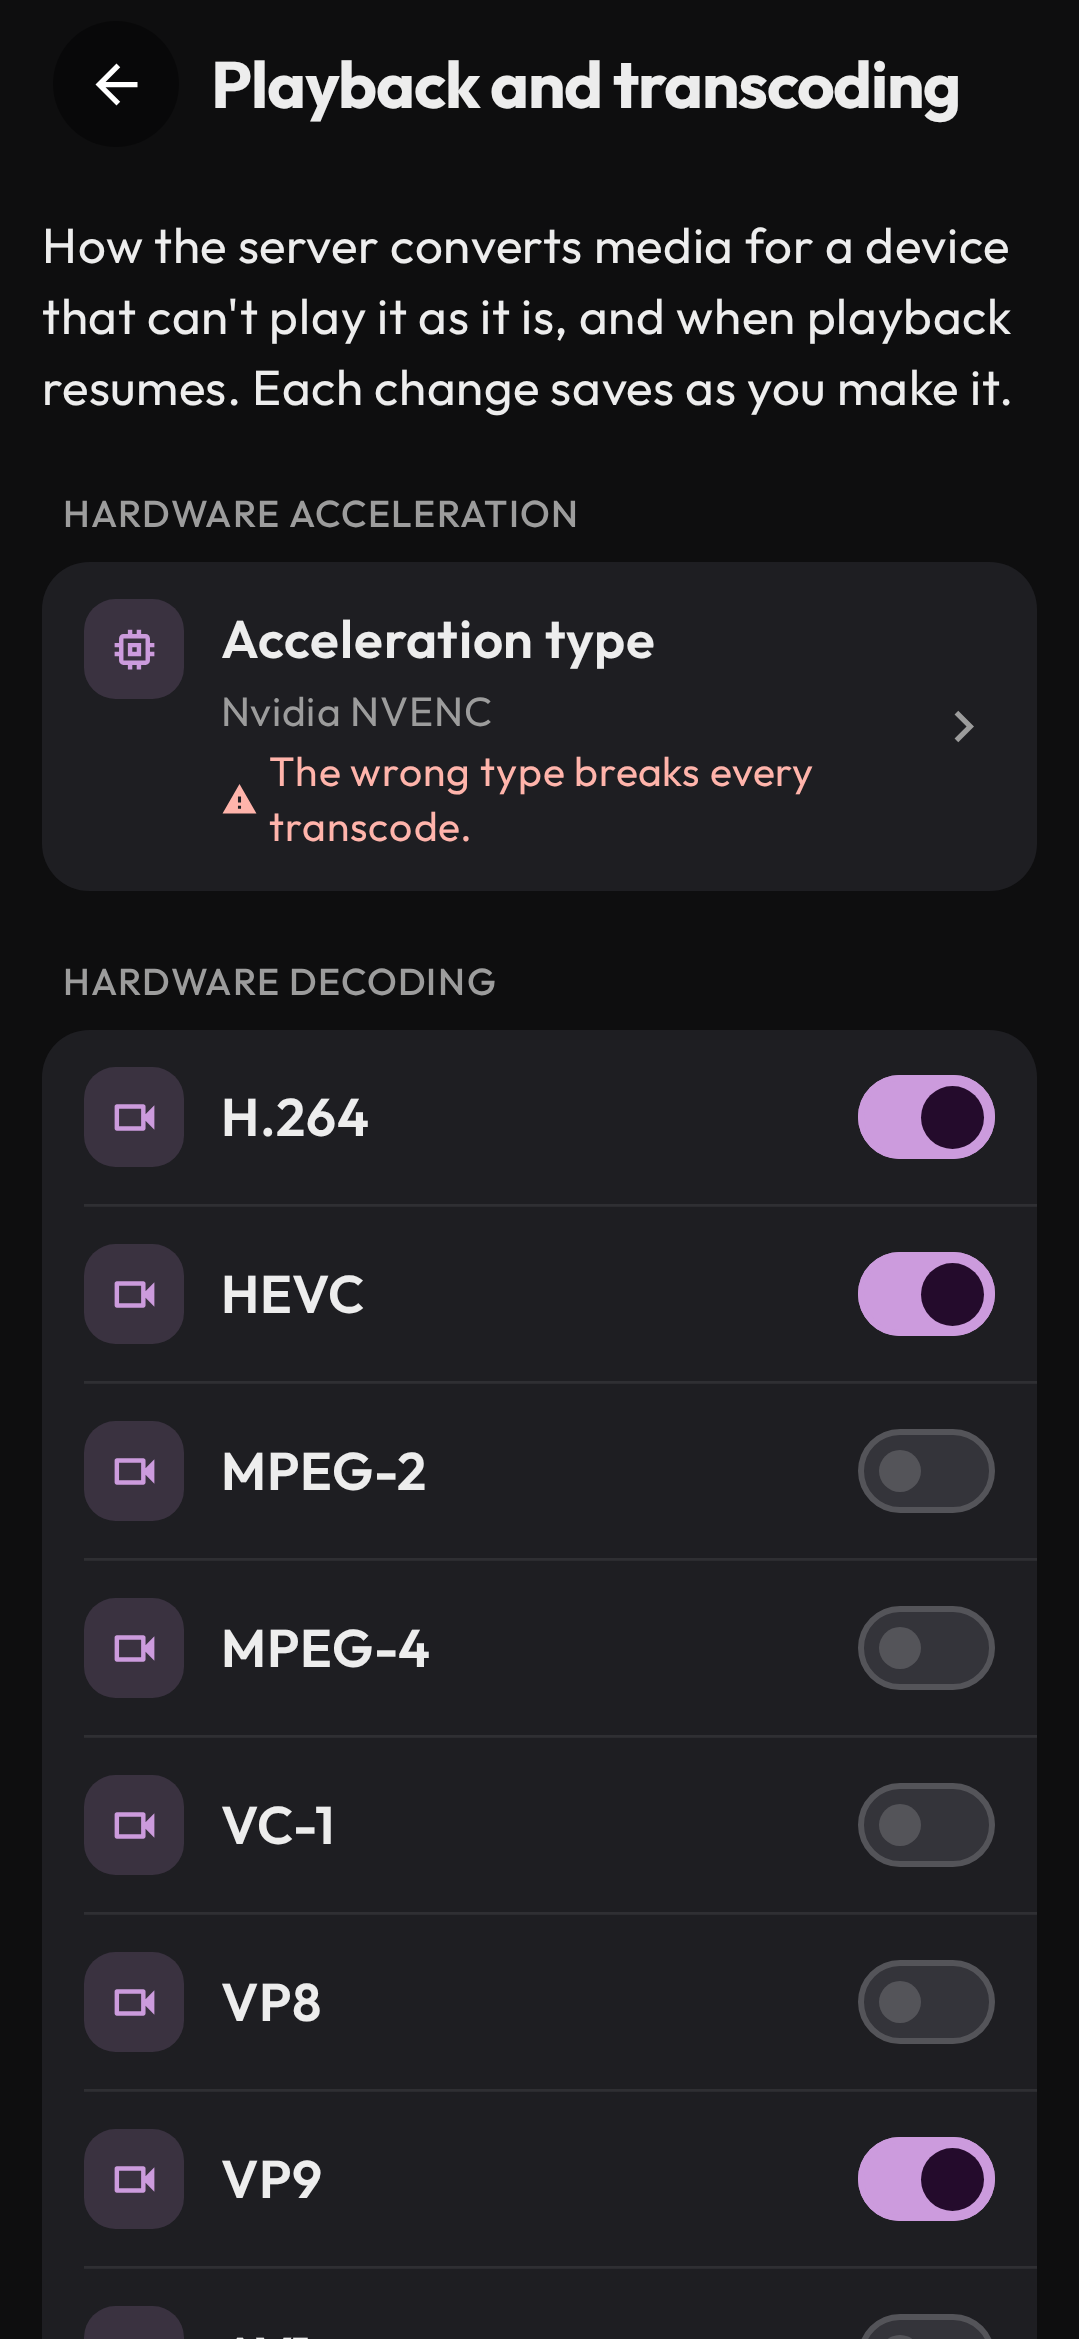 Playback and transcoding
How the server converts media for a device
that can't play it as it is, and when playback
resumes. Each change saves as you make it.
HARDWARE ACCELERATION
Acceleration type
Nvidia NVENC
The wrong type breaks every
transcode.
HARDWARE DECODING
H.264
HEVC
MPEG-2
MPEG-4
VC-1
VP8
VP9